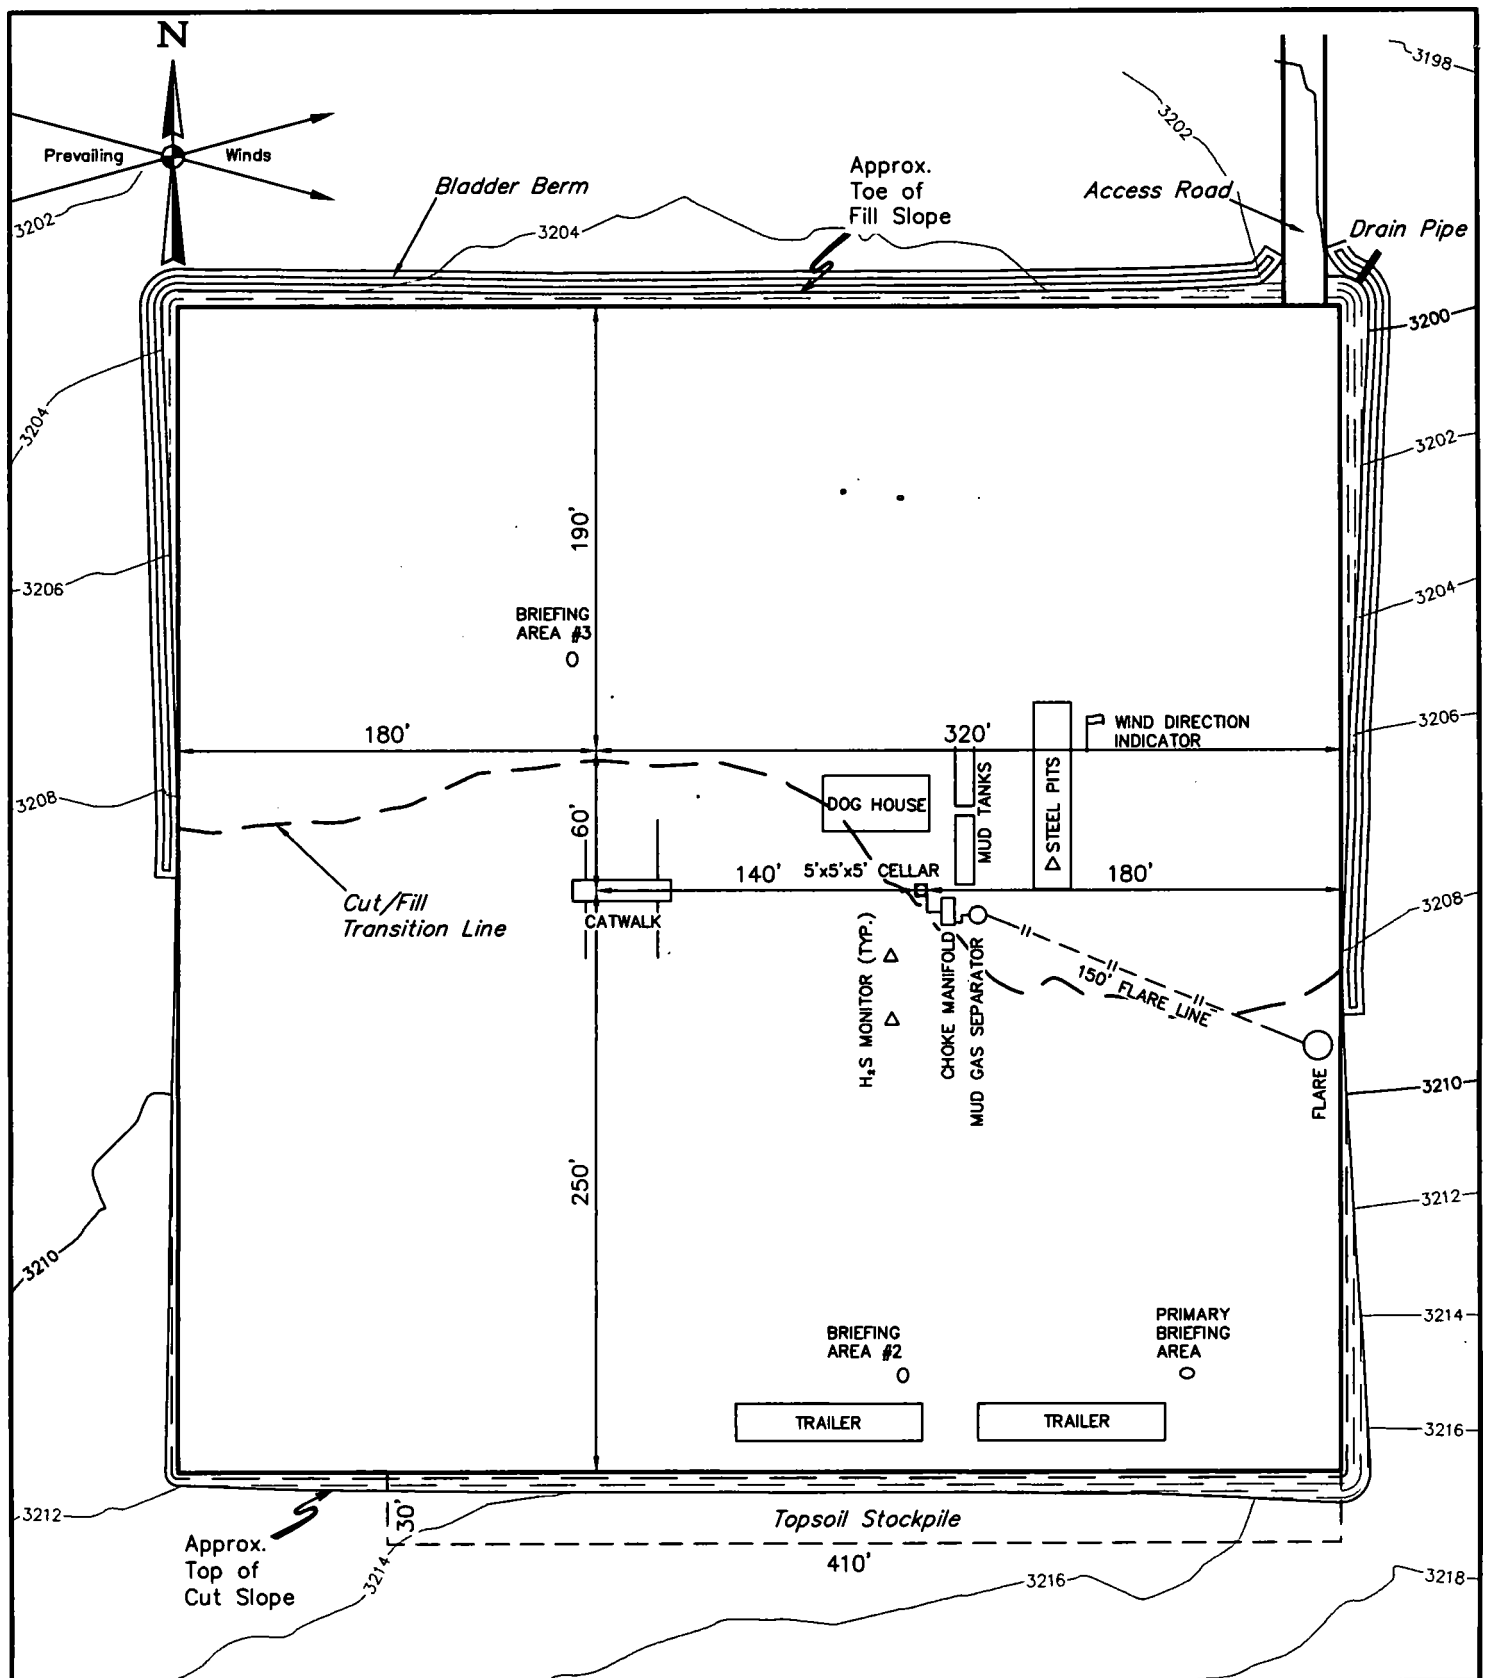 N
3198
Prevailing Winds
3202
3202
Bladder Berm
Approx.
Toe of
Fill Slope
Access Road
3204
Drain Pipe
3200
3204
3202
190'
3206
3204
BRIEFING
AREA #3
O
180'
320'
WIND DIRECTION
INDICATOR
3206
3208
60'
DOG HOUSE
MUD TANKS
STEEL PITS
140'
5'x5'x5' CELLAR
180'
Cut/Fill
Transition Line
CATWALK
3208
H2S MONITOR (TYP.)
CHOKE MANIFOLD
MUD GAS SEPARATOR
150' FLARE LINE
FLARE
3210
250'
3212
3210
BRIEFING
AREA #2
PRIMARY
BRIEFING
AREA
3214
TRAILER
TRAILER
3216
3212
30'
Topsoil Stockpile
410'
Approx.
Top of
Cut Slope
3214
3216
3218